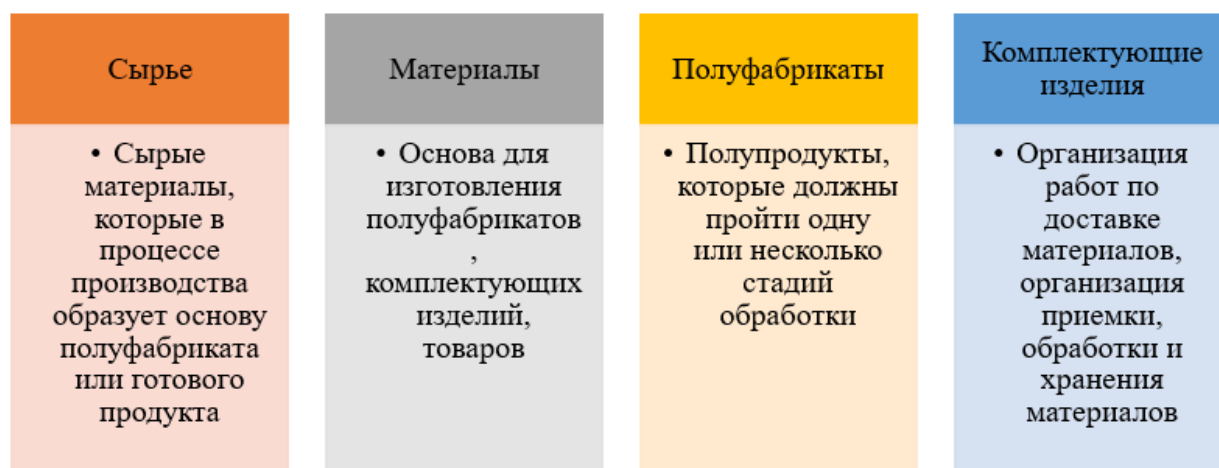 Сырье
• Сырые
материалы,
которые в
процессе
производства
образует основу
полуфабриката
или готового
продукта
Материалы
• Основа для
изготовления
полуфабрикатов
,
комплектующих
изделий,
товаров
Полуфабрикаты
• Полупродукты,
которые должны
пройти одну
или несколько
стадий
обработки
Комплектующие
изделия
• Организация
работ по
доставке
материалов,
организация
приемки,
обработки и
хранения
материалов